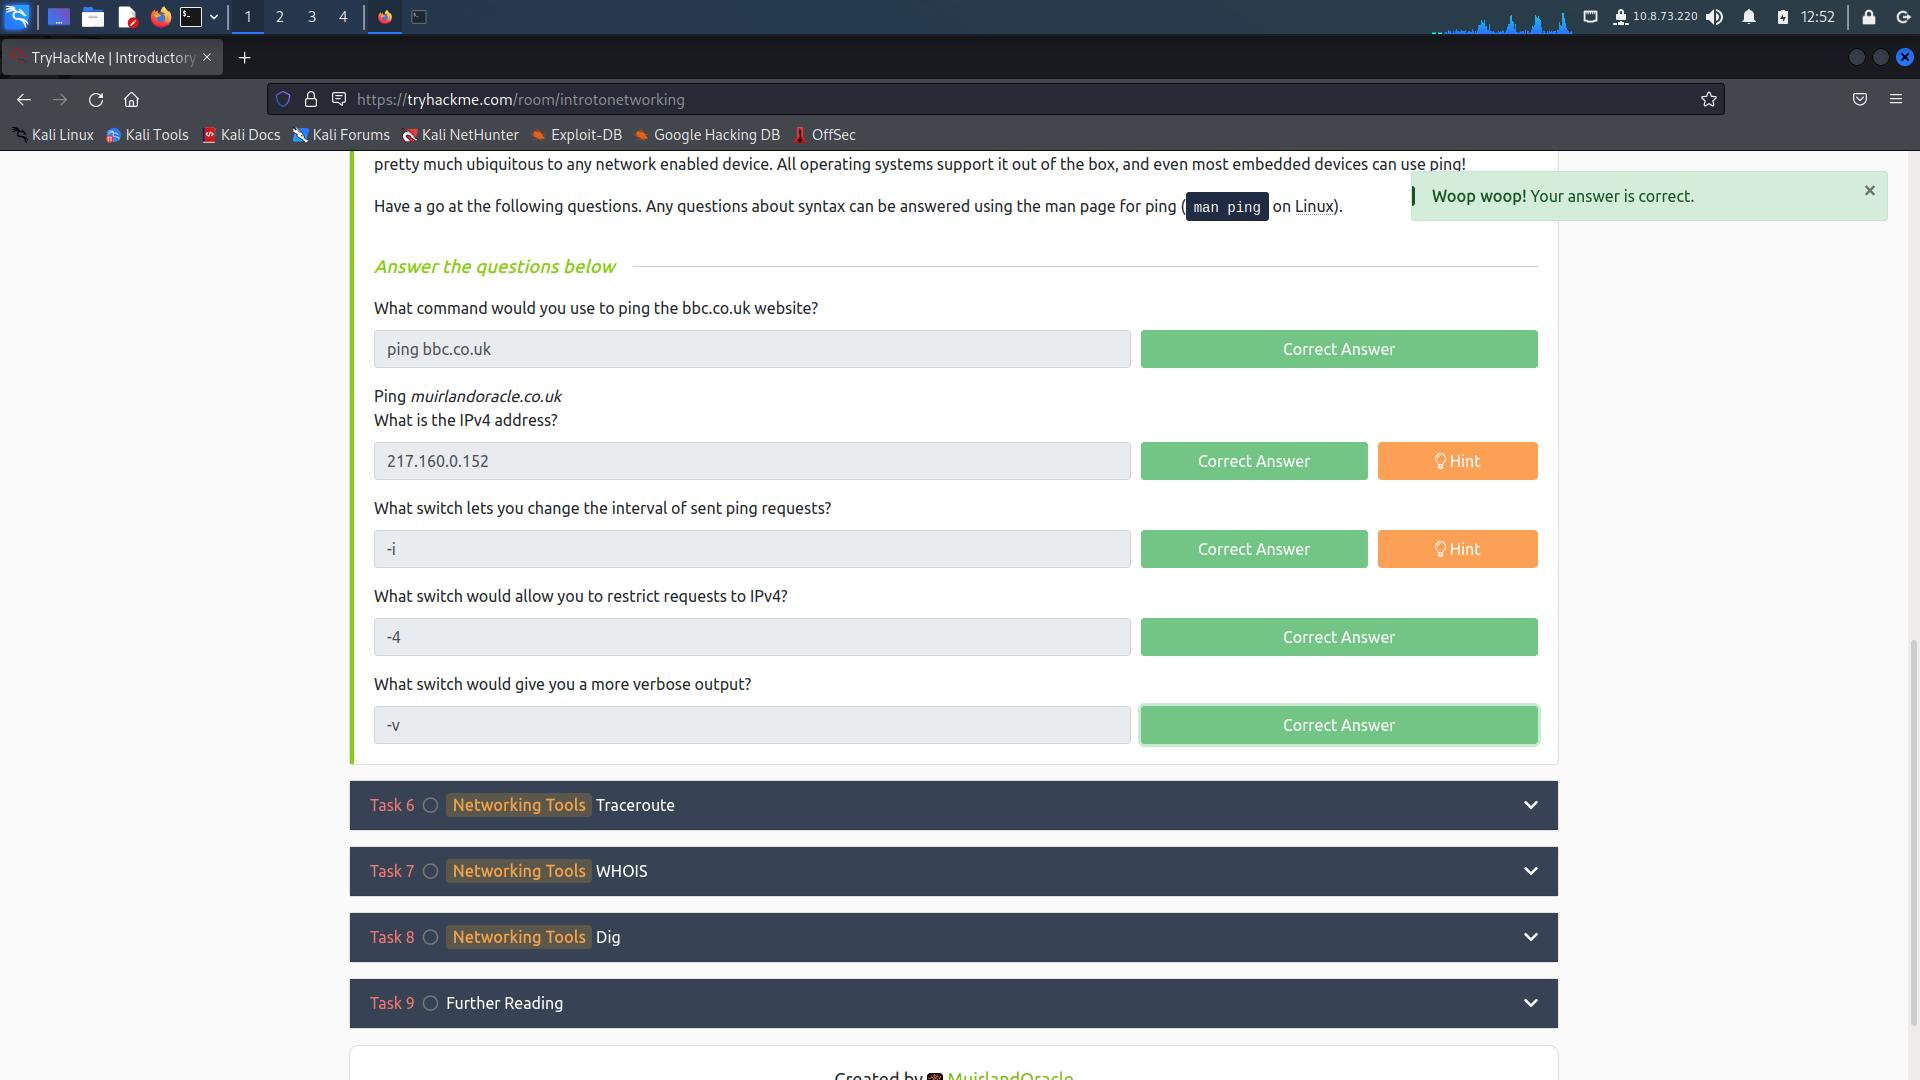 1 2 3 4
10.8.73.220
12:52
TryHackMe | Introductory
https://tryhackme.com/room/introtonetworking
Kali Linux
Kali Tools
Kali Docs
Kali Forums
Kali NetHunter
Exploit-DB
Google Hacking DB
OffSec
pretty much ubiquitous to any network enabled device. All operating systems support it out of the box, and even most embedded devices can use ping!
Woop woop! Your answer is correct.
Have a go at the following questions. Any questions about syntax can be answered using the man page for ping (man ping on Linux).
Answer the questions below
What command would you use to ping the bbc.co.uk website?
ping bbc.co.uk
Correct Answer
Ping muirlandoracle.co.uk
What is the IPv4 address?
217.160.0.152
Correct Answer
Hint
What switch lets you change the interval of sent ping requests?
-i
Correct Answer
Hint
What switch would allow you to restrict requests to IPv4?
-4
Correct Answer
What switch would give you a more verbose output?
-v
Correct Answer
Task 6 Networking Tools Traceroute
Task 7 Networking Tools WHOIS
Task 8 Networking Tools Dig
Task 9 Further Reading
Created by MuirlandOracle